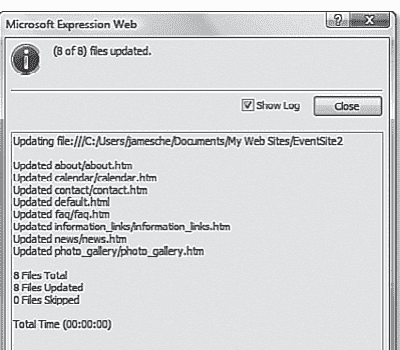 Microsoft Expression Web
(8 of 8) files updated.
Show Log
Close
Updating file:///C:/Users/jamesche/Documents/My Web Sites/EventSite2
Updated about/about.htm
Updated calendar/calendar.htm
Updated contact/contact.htm
Updated default.html
Updated faq/faq.htm
Updated information_links/information_links.htm
Updated news/news.htm
Updated photo_gallery/photo_gallery.htm
8 Files Total
8 Files Updated
0 Files Skipped
Total Time (00:00:00)